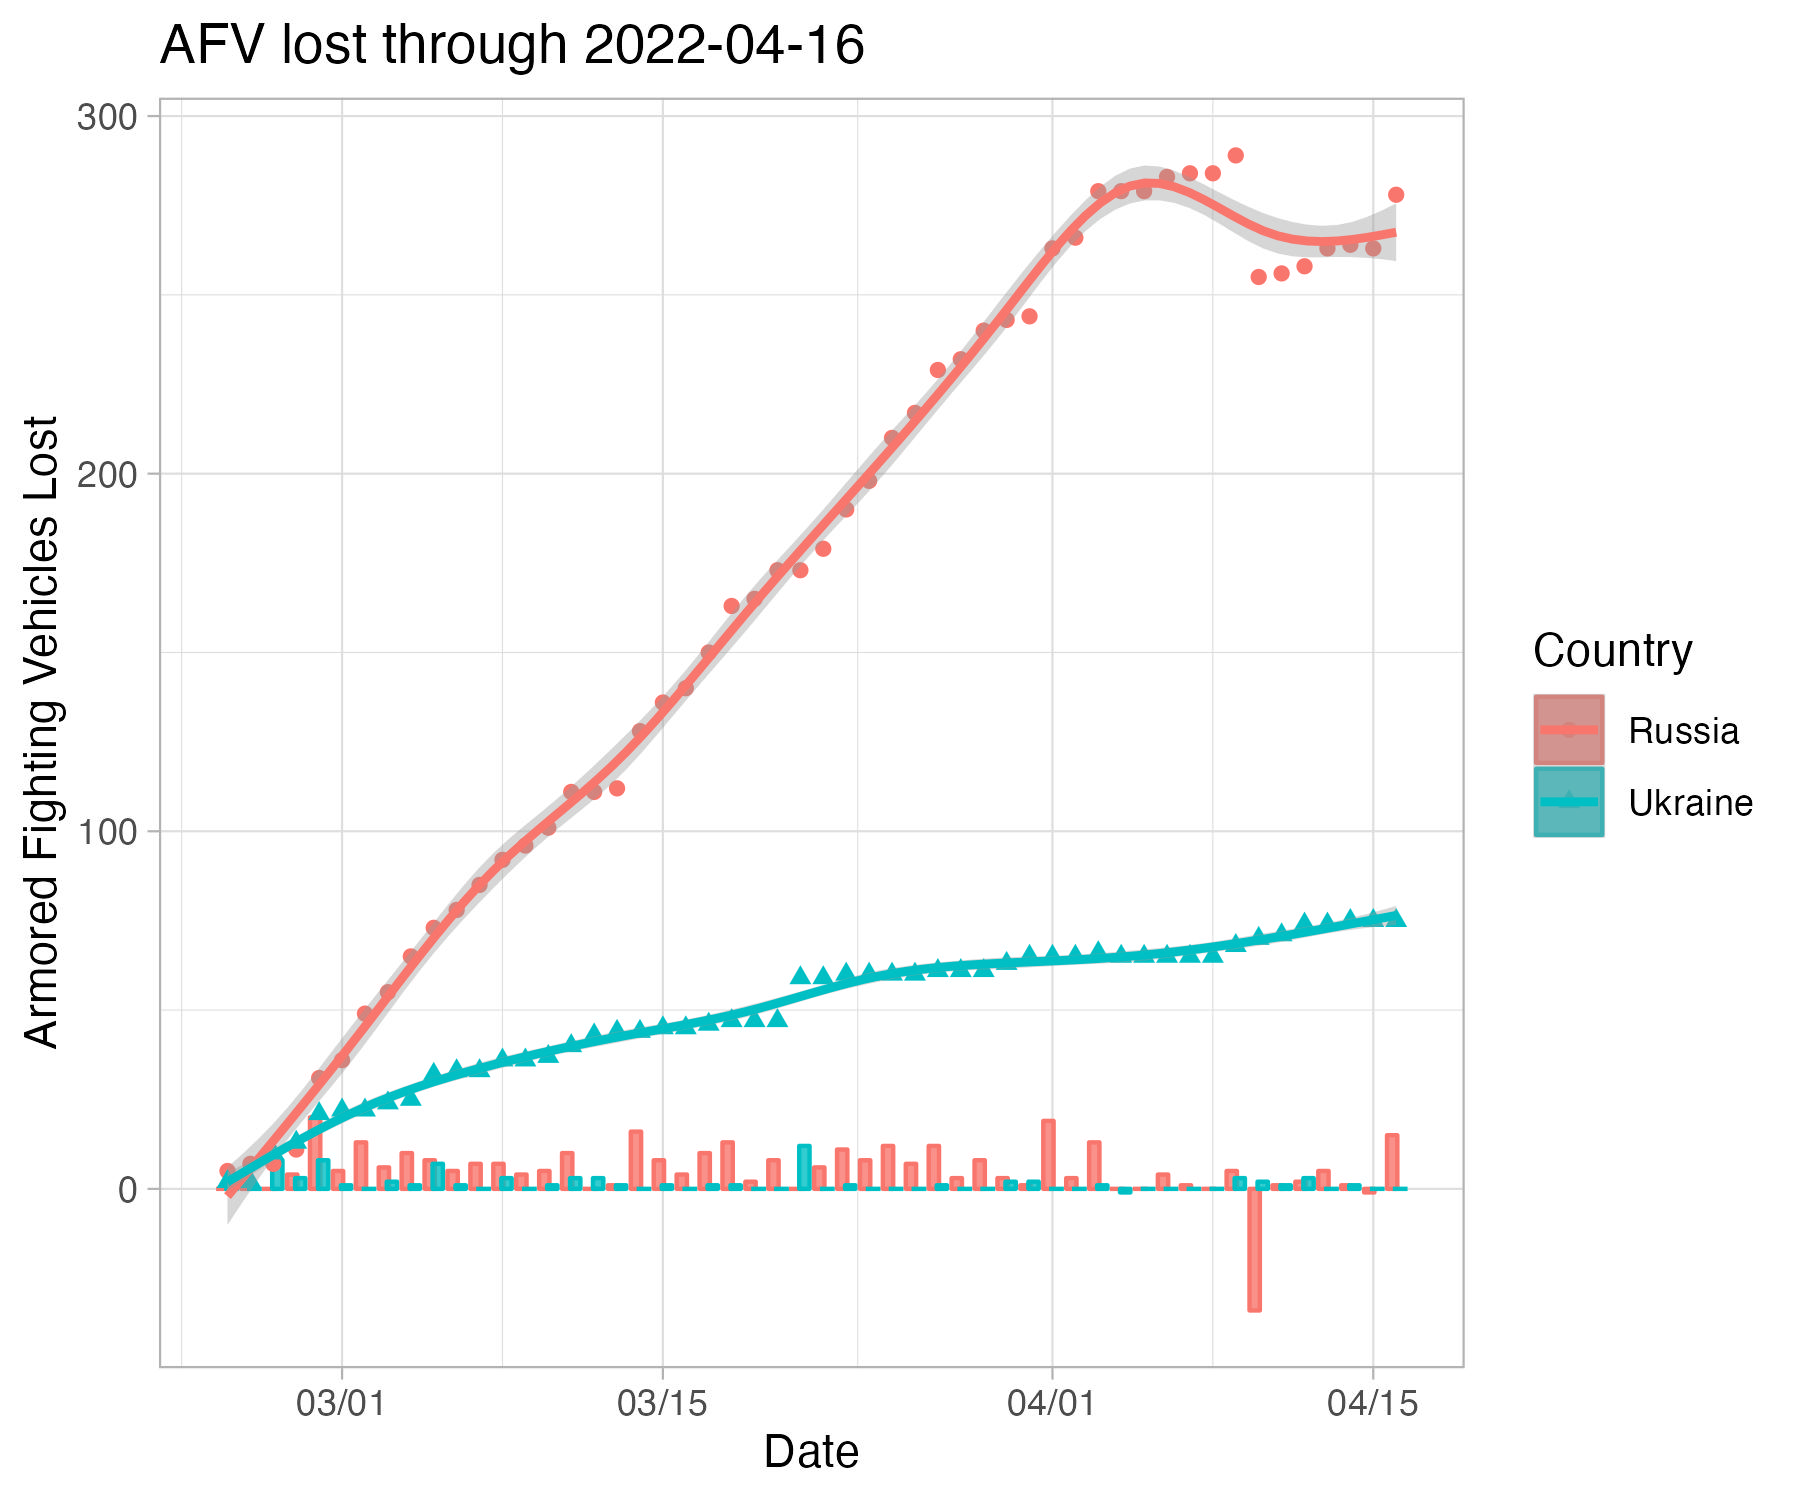 AFV lost through 2022-04-16
Armored Fighting Vehicles Lost
300
200
100
0
03/01
03/15
04/01
04/15
Date
Country
Russia
Ukraine